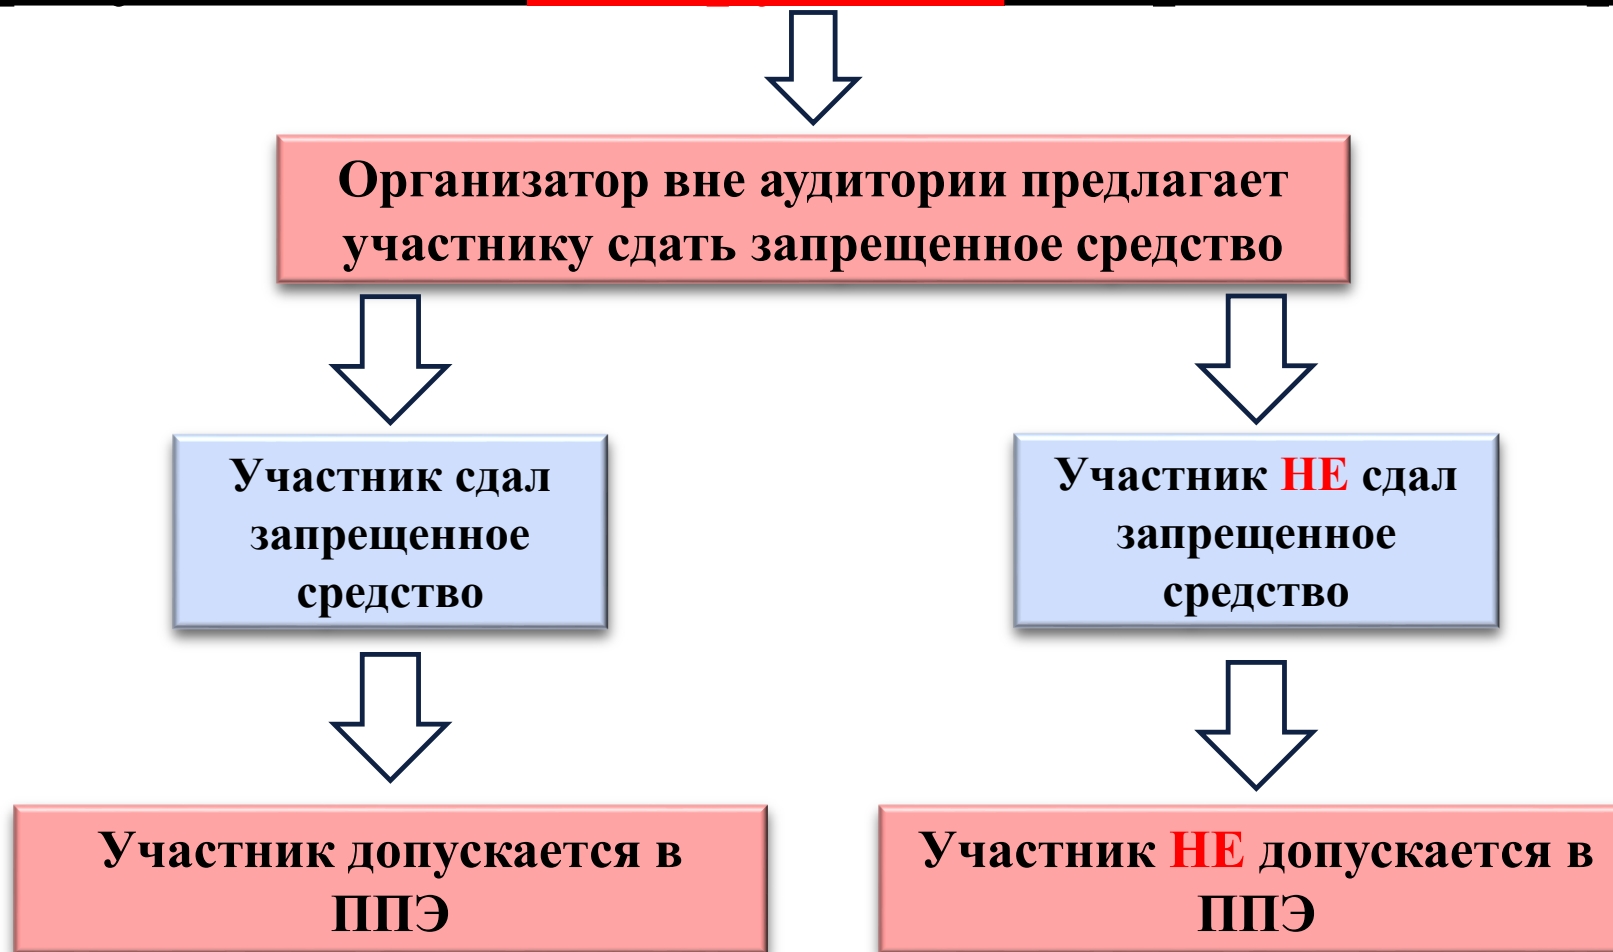 Организатор вне аудитории предлагает
участнику сдать запрещенное средство
Участник сдал
запрещенное
средство
Участник НЕ сдал
запрещенное
средство
Участник допускается в
ППЭ
Участник НЕ допускается в
ППЭ